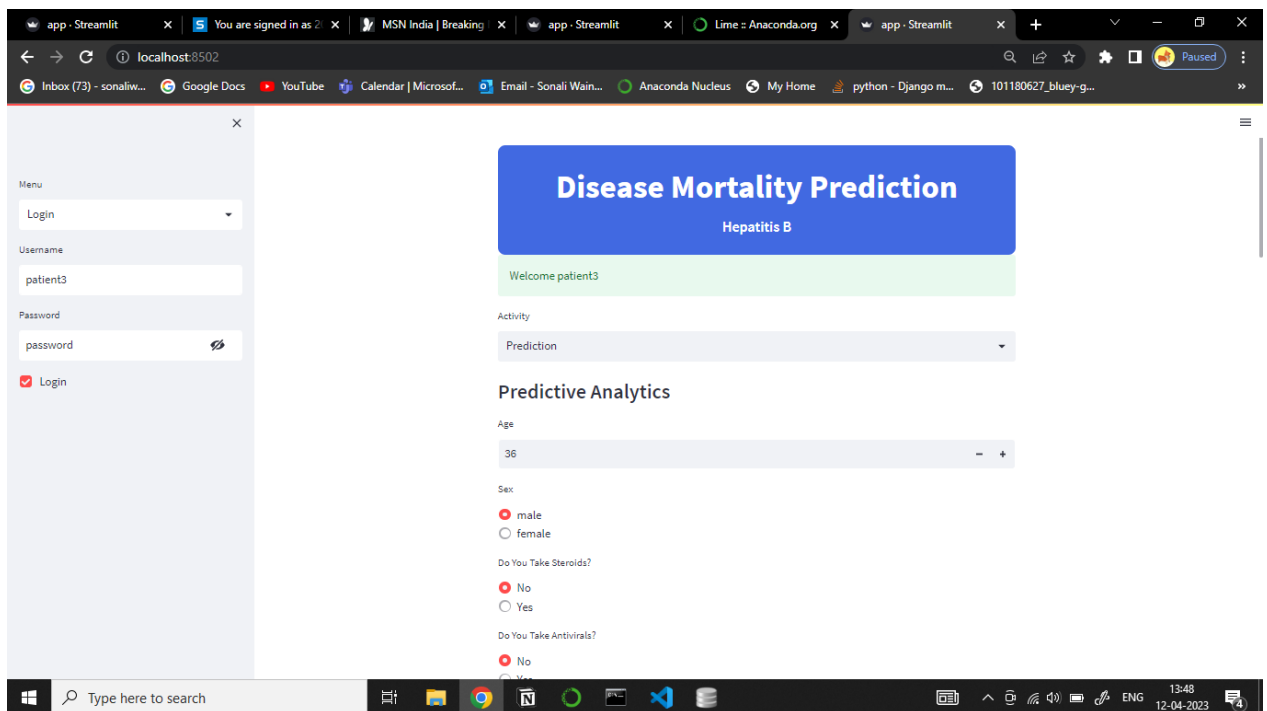 app · Streamlit
You are signed in as 2
MSN India | Breaking
app · Streamlit
Lime :: Anaconda.org
app · Streamlit
localhost:8502
Paused
Inbox (73) - sonaliw...
Google Docs
YouTube
Calendar | Microsof...
Email - Sonali Wain...
Anaconda Nucleus
My Home
python - Django m...
101180627_bluey-g...
»
Menu
Login
Username
patient3
Password
password
Login
Disease Mortality Prediction
Hepatitis B
Welcome patient3
Activity
Prediction
Predictive Analytics
Age
36
Sex
male
female
Do You Take Steroids?
No
Yes
Do You Take Antivirals?
No
Yes
Type here to search
ENG
13:48
12-04-2023
4